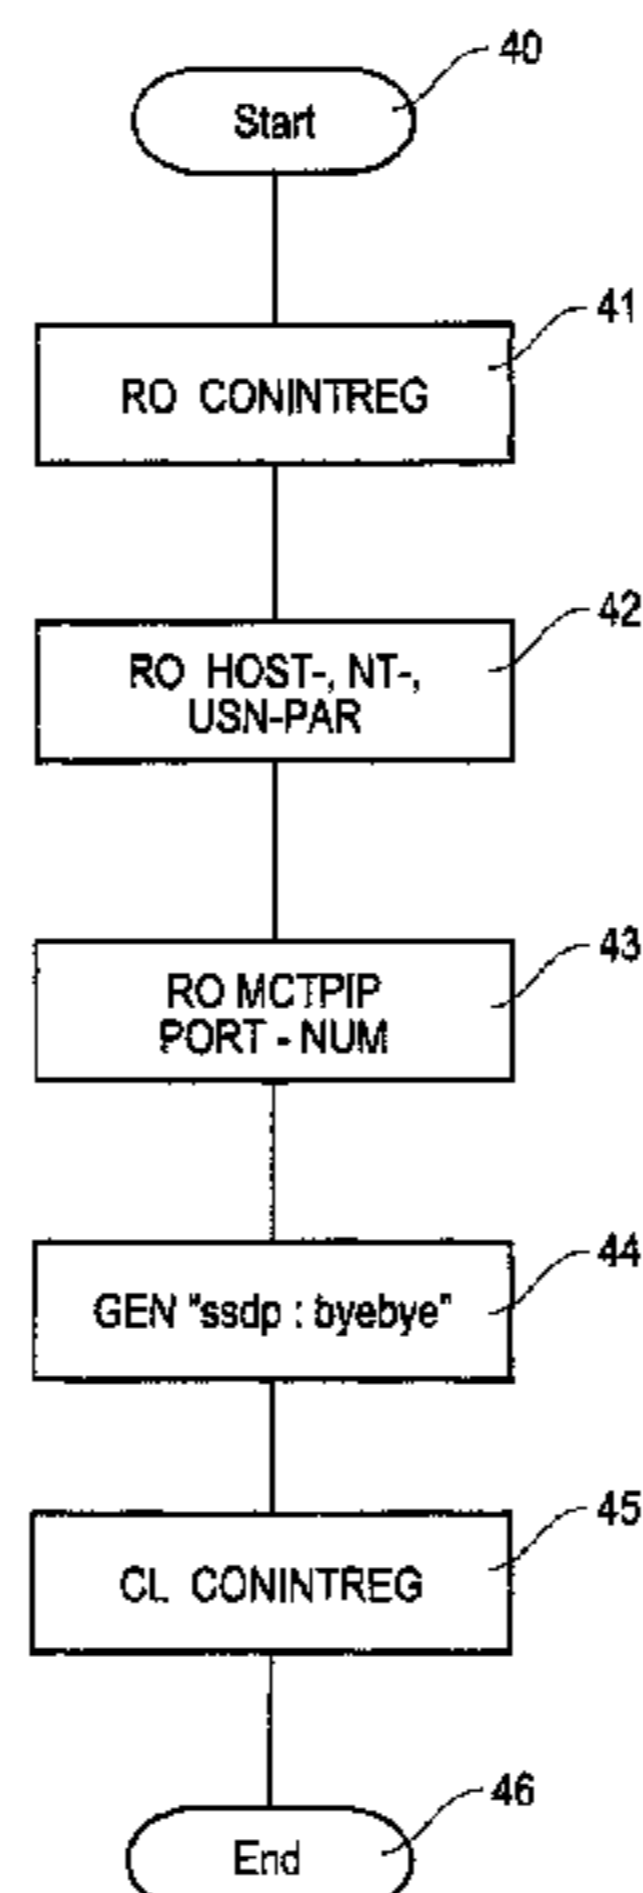 40
Start
41
RO CONINTREG
42
RO HOST-, NT-,
USN-PAR
43
RO MCTPIP
PORT - NUM
44
GEN "ssdp : byebye"
45
CL CONINTREG
46
End